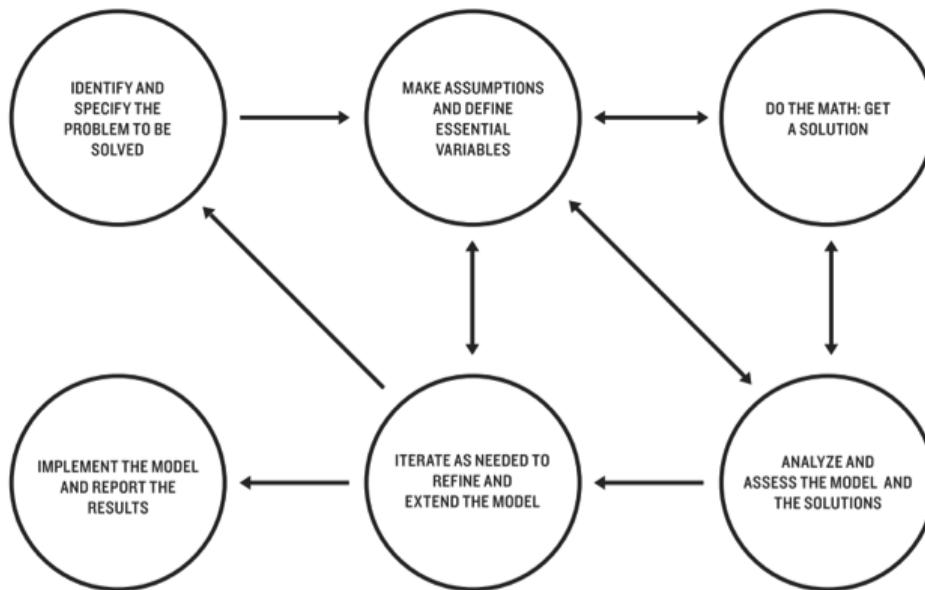 IDENTIFY AND
SPECIFY THE
PROBLEM TO BE
SOLVED
MAKE ASSUMPTIONS
AND DEFINE
ESSENTIAL
VARIABLES
DO THE MATH: GET
A SOLUTION
IMPLEMENT THE MODEL
AND REPORT THE
RESULTS
ITERATE AS NEEDED TO
REFINE AND
EXTEND THE MODEL
ANALYZE AND
ASSESS THE MODEL AND
THE SOLUTIONS